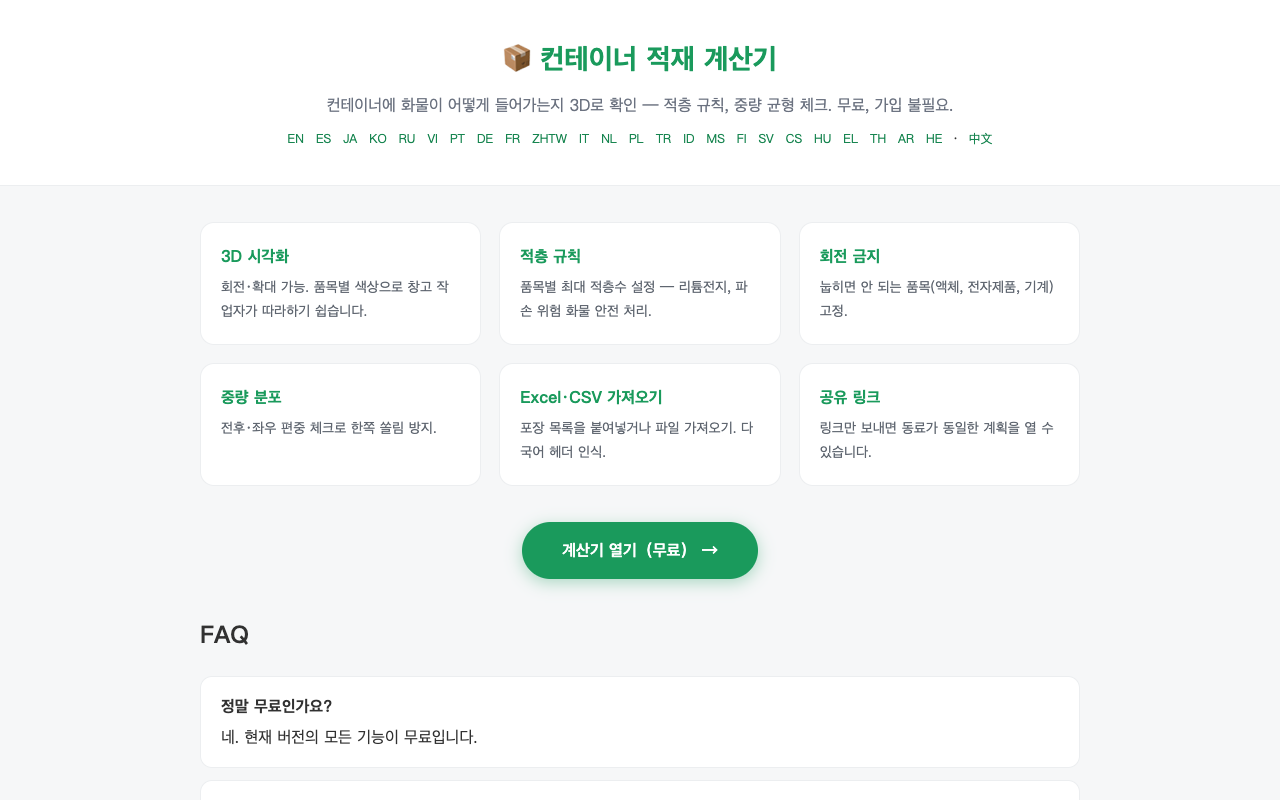 📦 컨테이너 적재 계산기
컨테이너에 화물이 어떻게 들어가는지 3D로 확인 — 적층 규칙, 중량 균형 체크. 무료, 가입 불필요.
EN ES JA KO RU VI PT DE FR ZHTW IT NL PL TR ID MS FI SV CS HU EL TH AR HE · 中文
3D 시각화
회전·확대 가능. 품목별 색상으로 창고 작
업자가 따라하기 쉽습니다.
적층 규칙
품목별 최대 적층수 설정 — 리튬전지, 파
손 위험 화물 안전 처리.
회전 금지
눕히면 안 되는 품목(액체, 전자제품, 기계)
고정.
중량 분포
전후·좌우 편중 체크로 한쪽 쏠림 방지.
Excel·CSV 가져오기
포장 목록을 붙여넣거나 파일 가져오기. 다
국어 헤더 인식.
공유 링크
링크만 보내면 동료가 동일한 계획을 열 수
있습니다.
계산기 열기（무료） →
FAQ
정말 무료인가요?
네. 현재 버전의 모든 기능이 무료입니다.